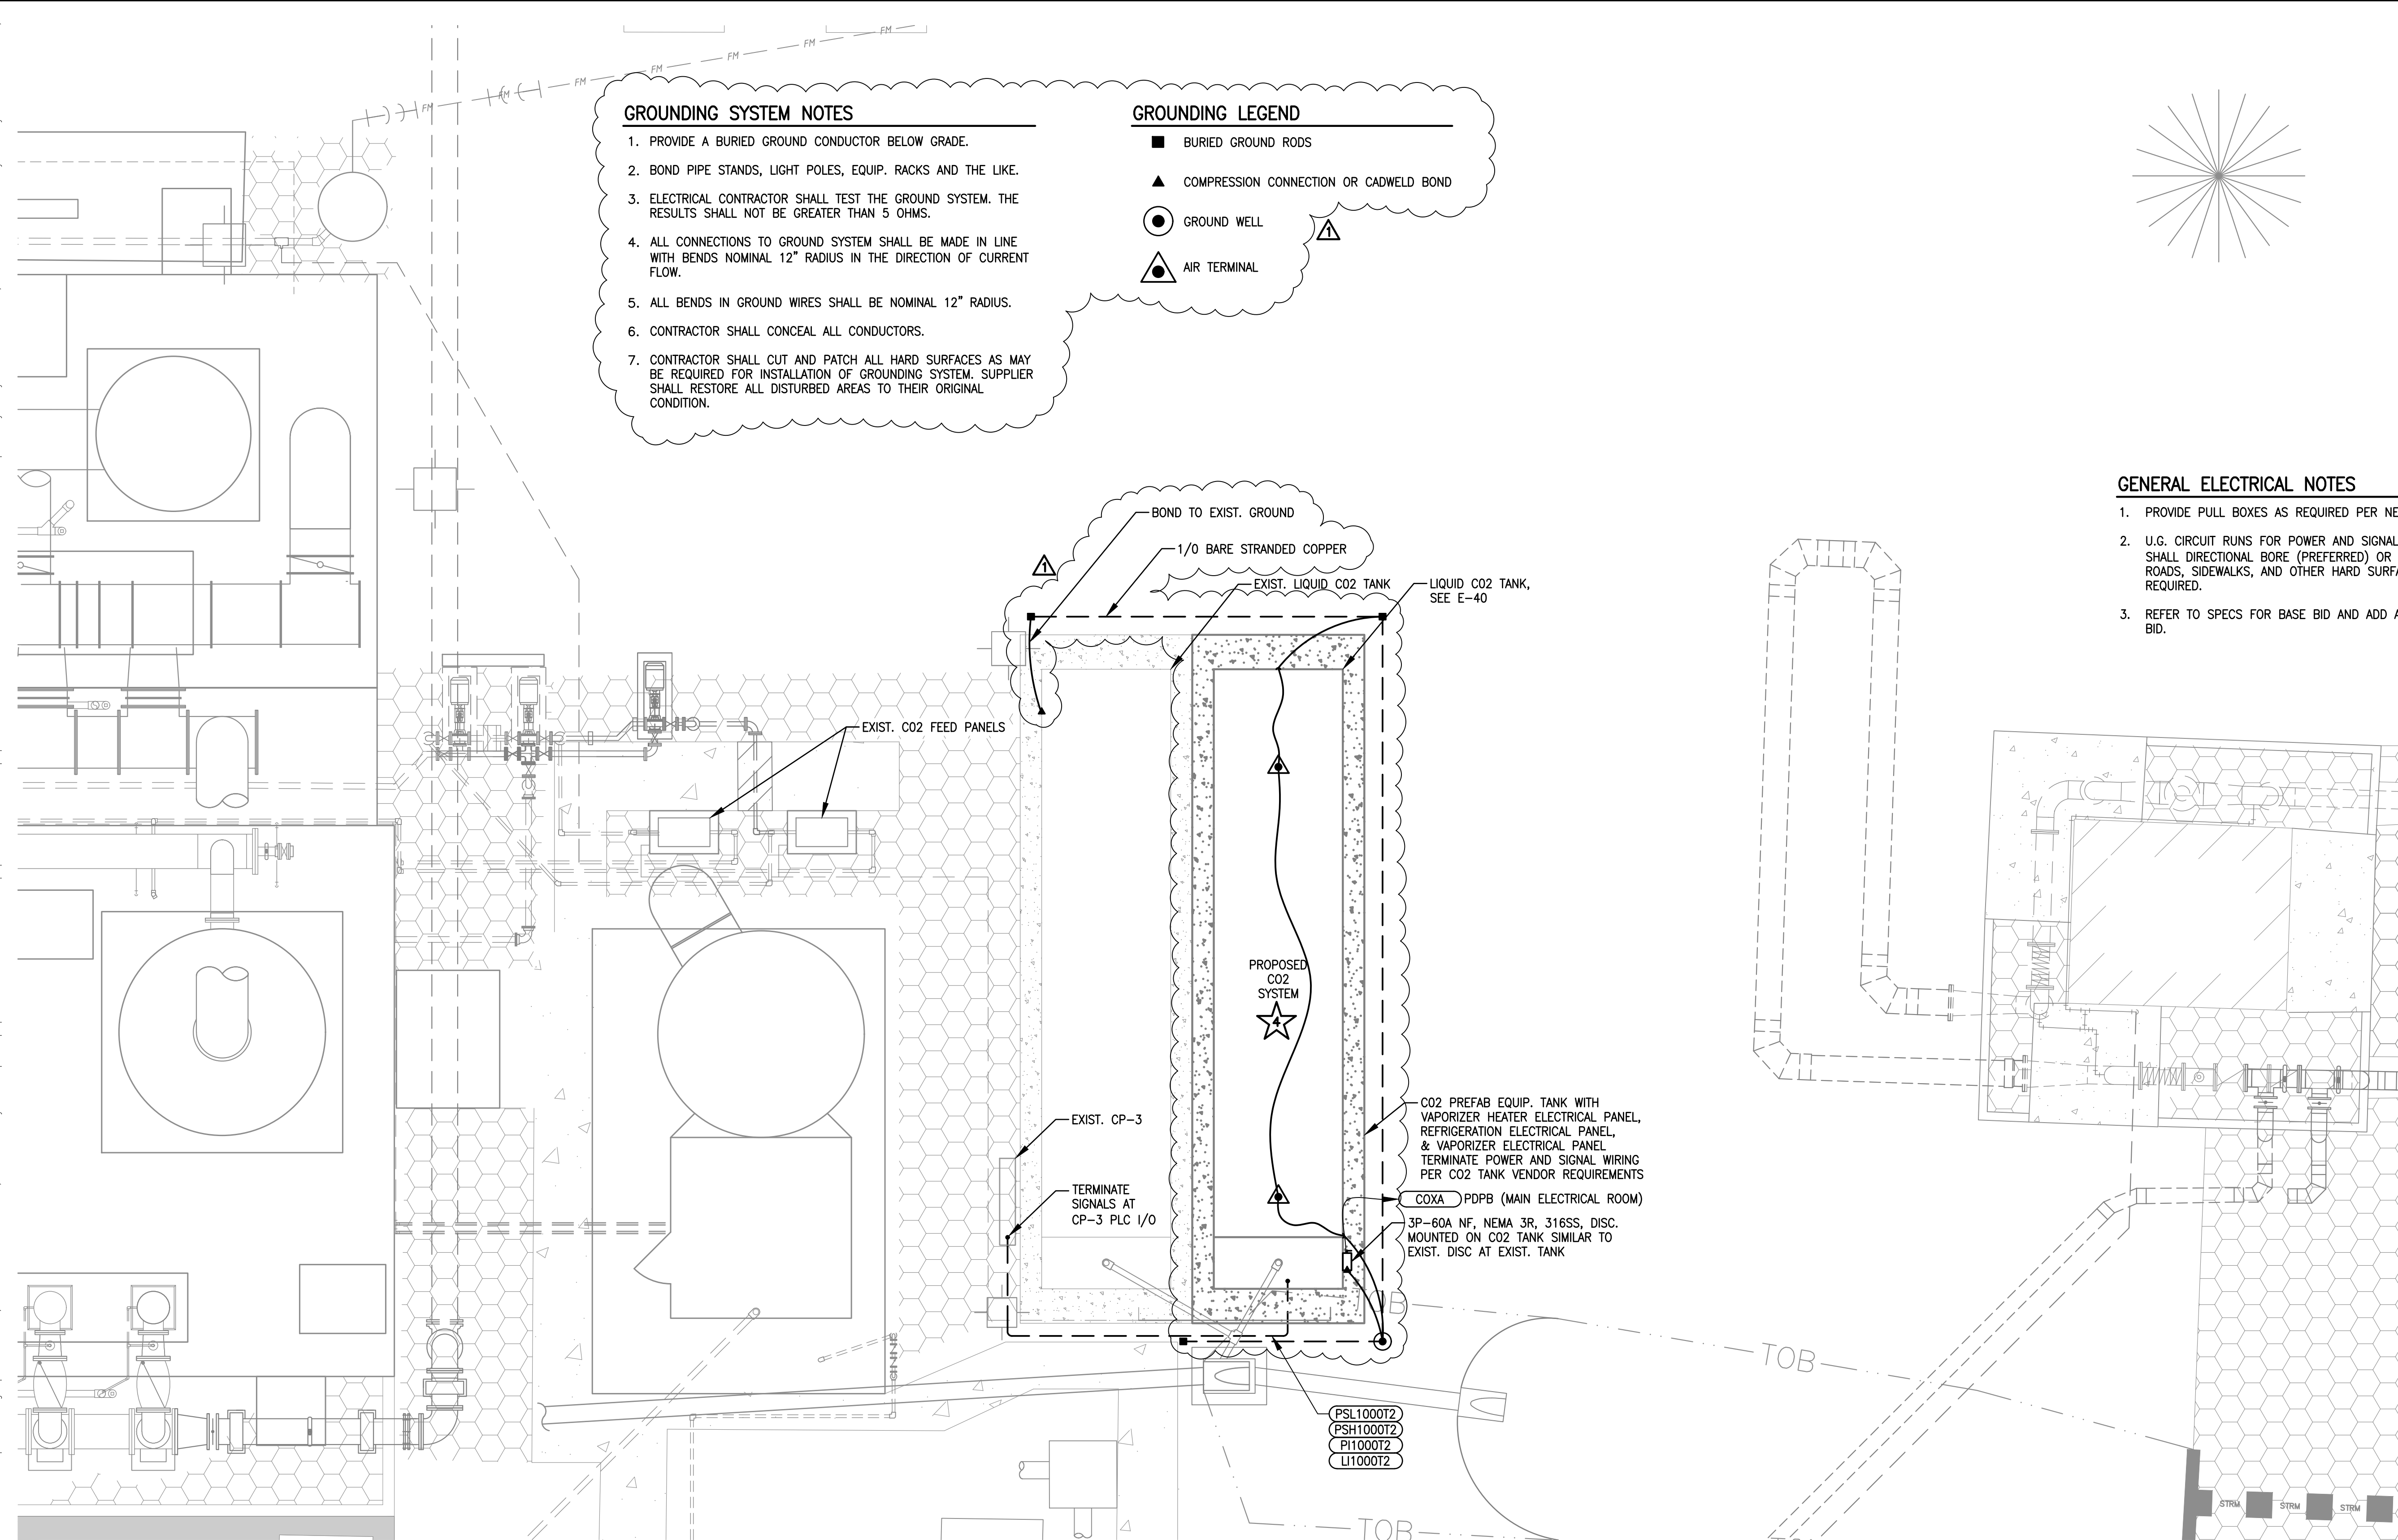 FM
FM
FM
FM
FM
FM
GROUNDING SYSTEM NOTES
1. PROVIDE A BURIED GROUND CONDUCTOR BELOW GRADE.
2. BOND PIPE STANDS, LIGHT POLES, EQUIP. RACKS AND THE LIKE.
3. ELECTRICAL CONTRACTOR SHALL TEST THE GROUND SYSTEM. THE
RESULTS SHALL NOT BE GREATER THAN 5 OHMS.
4. ALL CONNECTIONS TO GROUND SYSTEM SHALL BE MADE IN LINE
WITH BENDS NOMINAL 12" RADIUS IN THE DIRECTION OF CURRENT
FLOW.
5. ALL BENDS IN GROUND WIRES SHALL BE NOMINAL 12" RADIUS.
6. CONTRACTOR SHALL CONCEAL ALL CONDUCTORS.
7. CONTRACTOR SHALL CUT AND PATCH ALL HARD SURFACES AS MAY
BE REQUIRED FOR INSTALLATION OF GROUNDING SYSTEM. SUPPLIER
SHALL RESTORE ALL DISTURBED AREAS TO THEIR ORIGINAL
CONDITION.
GROUNDING LEGEND
BURIED GROUND RODS
COMPRESSION CONNECTION OR CADWELD BOND
GROUND WELL
AIR TERMINAL
1
GENERAL ELECTRICAL NOTES
1. PROVIDE PULL BOXES AS REQUIRED PER NE
2. U.G. CIRCUIT RUNS FOR POWER AND SIGNAL
SHALL DIRECTIONAL BORE (PREFERRED) OR
ROADS, SIDEWALKS, AND OTHER HARD SURFA
REQUIRED.
3. REFER TO SPECS FOR BASE BID AND ADD A
BID.
BOND TO EXIST. GROUND
1/0 BARE STRANDED COPPER
1
EXIST. LIQUID CO2 TANK
LIQUID CO2 TANK,
SEE E-40
EXIST. CO2 FEED PANELS
PROPOSED
CO2
SYSTEM
4
EXIST. CP-3
TERMINATE
SIGNALS AT
CP-3 PLC I/O
CO2 PREFAB EQUIP. TANK WITH
VAPORIZER HEATER ELECTRICAL PANEL,
REFRIGERATION ELECTRICAL PANEL,
& VAPORIZER ELECTRICAL PANEL
TERMINATE POWER AND SIGNAL WIRING
PER CO2 TANK VENDOR REQUIREMENTS
COXA PDPB (MAIN ELECTRICAL ROOM)
3P-60A NF, NEMA 3R, 316SS, DISC.
MOUNTED ON CO2 TANK SIMILAR TO
EXIST. DISC AT EXIST. TANK
TOB
PSL1000T2
PSH1000T2
PI1000T2
LI1000T2
STRM
STRM
STRM
TOB